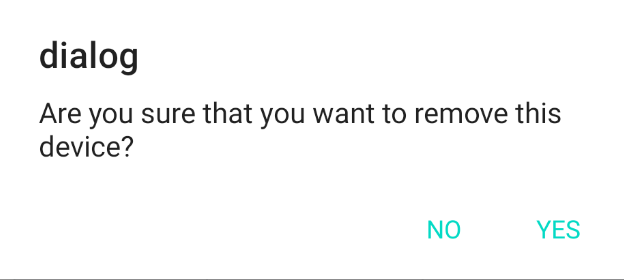 dialog
Are you sure that you want to remove this
device?
NO YES